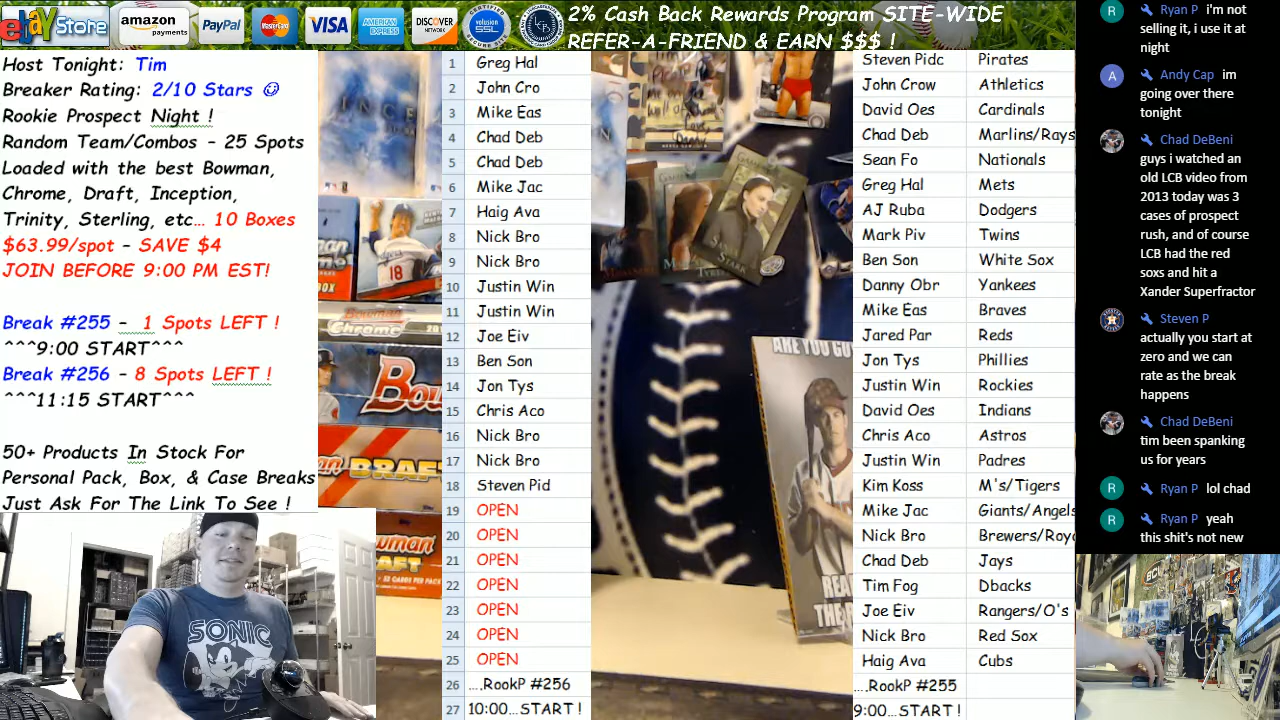 ebay Store
amazon payments
PayPal
MasterCard
VISA
AMERICAN EXPRESS
DISCOVER NETWORK
volusion
2% Cash Back Rewards Program SITE-WIDE
REFER-A-FRIEND & EARN $$$ !
Host Tonight: Tim
Breaker Rating: 2/10 Stars ☺
Rookie Prospect Night !
Random Team/Combos - 25 Spots
Loaded with the best Bowman,
Chrome, Draft, Inception,
Trinity, Sterling, etc... 10 Boxes
$63.99/spot - SAVE $4
JOIN BEFORE 9:00 PM EST!
Break #255 - 1 Spots LEFT !
^^^9:00 START^^^
Break #256 - 8 Spots LEFT !
^^^11:15 START^^^
50+ Products In Stock For
Personal Pack, Box, & Case Breaks
Just Ask For The Link To See !
SONIC
18
Bowman
Chrome
DRAFT
1 Greg Hal
2 John Cro
3 Mike Eas
4 Chad Deb
5 Chad Deb
6 Mike Jac
7 Haig Ava
8 Nick Bro
9 Nick Bro
10 Justin Win
11 Justin Win
12 Joe Eiv
13 Ben Son
14 Jon Tys
15 Chris Aco
16 Nick Bro
17 Nick Bro
18 Steven Pid
19 OPEN
20 OPEN
21 OPEN
22 OPEN
23 OPEN
24 OPEN
25 OPEN
26 ....RookP #256
27 10:00...START !
STARK
ARE YOU
Steven Pidc Pirates
John Crow Athletics
David Oes Cardinals
Chad Deb Marlins/Rays
Sean Fo Nationals
Greg Hal Mets
AJ Ruba Dodgers
Mark Piv Twins
Ben Son White Sox
Danny Obr Yankees
Mike Eas Braves
Jared Par Reds
Jon Tys Phillies
Justin Win Rockies
David Oes Indians
Chris Aco Astros
Justin Win Padres
Kim Koss M's/Tigers
Mike Jac Giants/Angels
Nick Bro Brewers/Roya
Chad Deb Jays
Tim Fog Dbacks
Joe Eiv Rangers/O's
Nick Bro Red Sox
Haig Ava Cubs
....RookP #255
9:00...START !
R Ryan P i'm not
selling it, i use it at
night
A Andy Cap im
going over there
tonight
Chad DeBeni
guys i watched an
old LCB video from
2013 today was 3
cases of prospect
rush, and of course
LCB had the red
soxs and hit a
Xander Superfractor
Steven P
actually you start at
zero and we can
rate as the break
happens
Chad DeBeni
tim been spanking
us for years
R Ryan P lol chad
R Ryan P yeah
this shit's not new